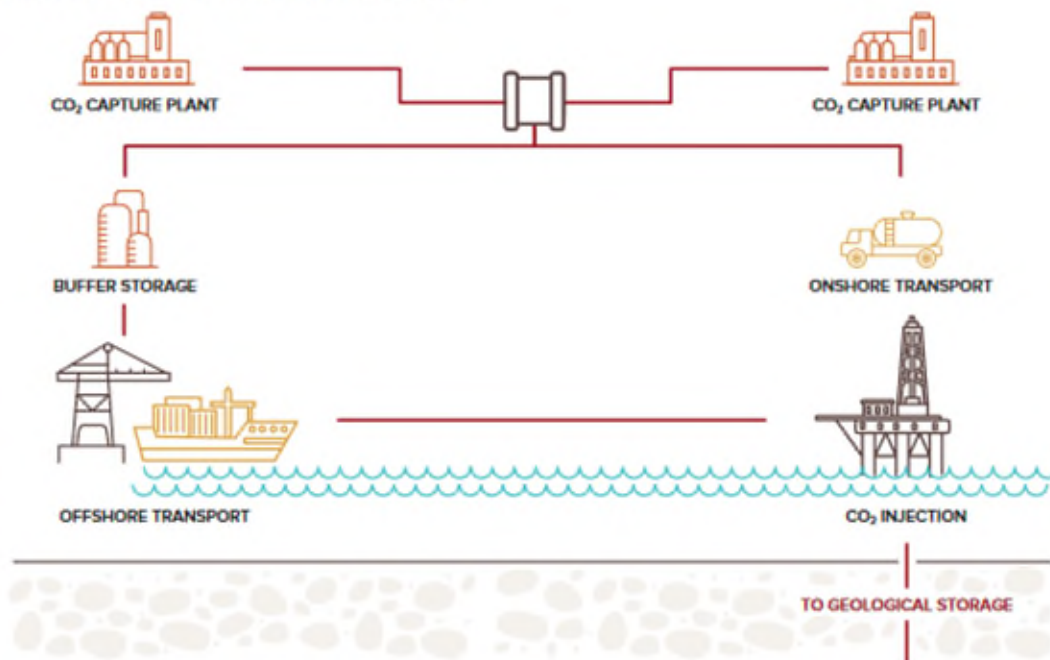 CO₂ CAPTURE PLANT
CO₂ CAPTURE PLANT
BUFFER STORAGE
ONSHORE TRANSPORT
OFFSHORE TRANSPORT
CO₂ INJECTION
TO GEOLOGICAL STORAGE